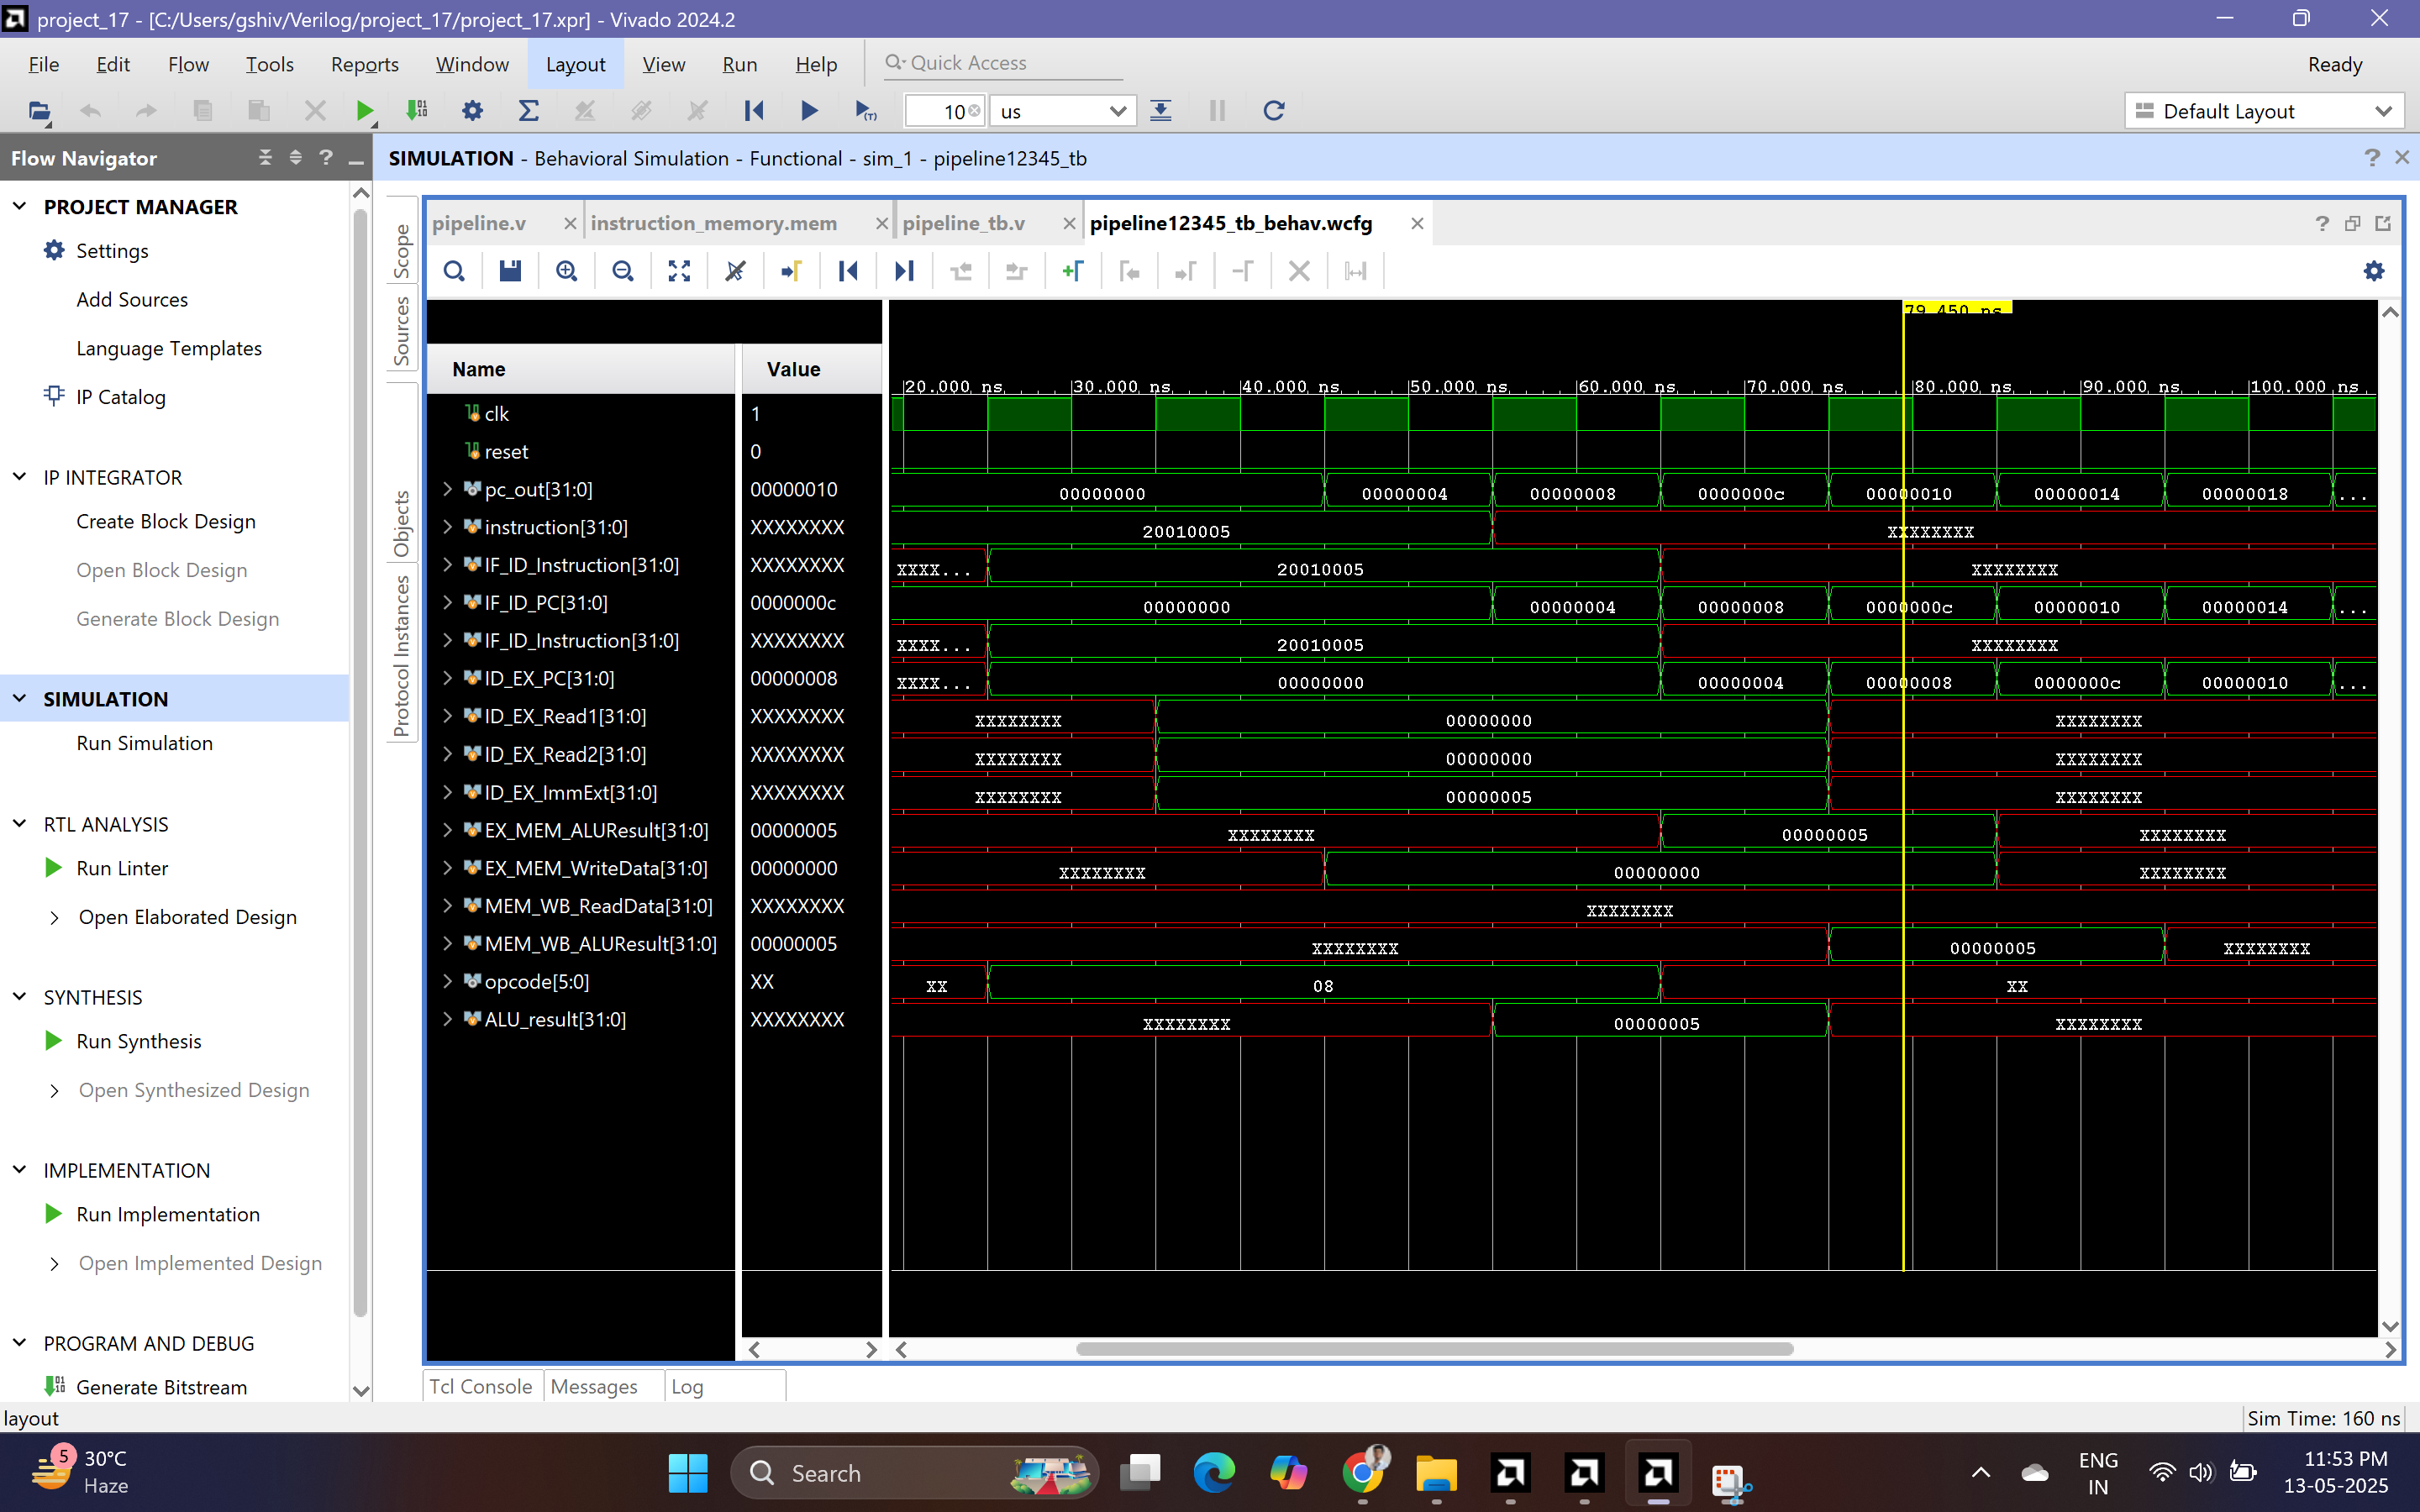 project_17 - [C:/Users/gshiv/Verilog/project_17/project_17.xpr] - Vivado 2024.2
File Edit Flow Tools Reports Window Layout View Run Help Quick Access Ready
10 us Default Layout
Flow Navigator
SIMULATION - Behavioral Simulation - Functional - sim_1 - pipeline12345_tb
PROJECT MANAGER
Settings
Add Sources
Language Templates
IP Catalog
IP INTEGRATOR
Create Block Design
Open Block Design
Generate Block Design
SIMULATION
Run Simulation
RTL ANALYSIS
Run Linter
Open Elaborated Design
SYNTHESIS
Run Synthesis
Open Synthesized Design
IMPLEMENTATION
Run Implementation
Open Implemented Design
PROGRAM AND DEBUG
Generate Bitstream
Scope
Sources
Objects
Protocol Instances
pipeline.v instruction_memory.mem pipeline_tb.v pipeline12345_tb_behav.wcfg
79.450 ns
Name Value
20.000 ns 30.000 ns 40.000 ns 50.000 ns 60.000 ns 70.000 ns 80.000 ns 90.000 ns 100.000 ns
clk 1
reset 0
pc_out[31:0] 00000010 00000000 00000004 00000008 0000000c 00000010 00000014 00000018 ...
instruction[31:0] XXXXXXXX 20010005 XXXXXXXX
IF_ID_Instruction[31:0] XXXXXXXX XXXX... 20010005 XXXXXXXX
IF_ID_PC[31:0] 0000000c 00000000 00000004 00000008 0000000c 00000010 00000014 ...
IF_ID_Instruction[31:0] XXXXXXXX XXXX... 20010005 XXXXXXXX
ID_EX_PC[31:0] 00000008 XXXX... 00000000 00000004 00000008 0000000c 00000010 ...
ID_EX_Read1[31:0] XXXXXXXX XXXXXXXX 00000000 XXXXXXXX
ID_EX_Read2[31:0] XXXXXXXX XXXXXXXX 00000000 XXXXXXXX
ID_EX_ImmExt[31:0] XXXXXXXX XXXXXXXX 00000005 XXXXXXXX
EX_MEM_ALUResult[31:0] 00000005 XXXXXXXX 00000005 XXXXXXXX
EX_MEM_WriteData[31:0] 00000000 XXXXXXXX 00000000 XXXXXXXX
MEM_WB_ReadData[31:0] XXXXXXXX XXXXXXXX
MEM_WB_ALUResult[31:0] 00000005 XXXXXXXX 00000005 XXXXXXXX
opcode[5:0] XX XX 08 XX
ALU_result[31:0] XXXXXXXX XXXXXXXX 00000005 XXXXXXXX
Tcl Console Messages Log
layout Sim Time: 160 ns
5 30°C
Haze
Search
ENG
IN
11:53 PM
13-05-2025